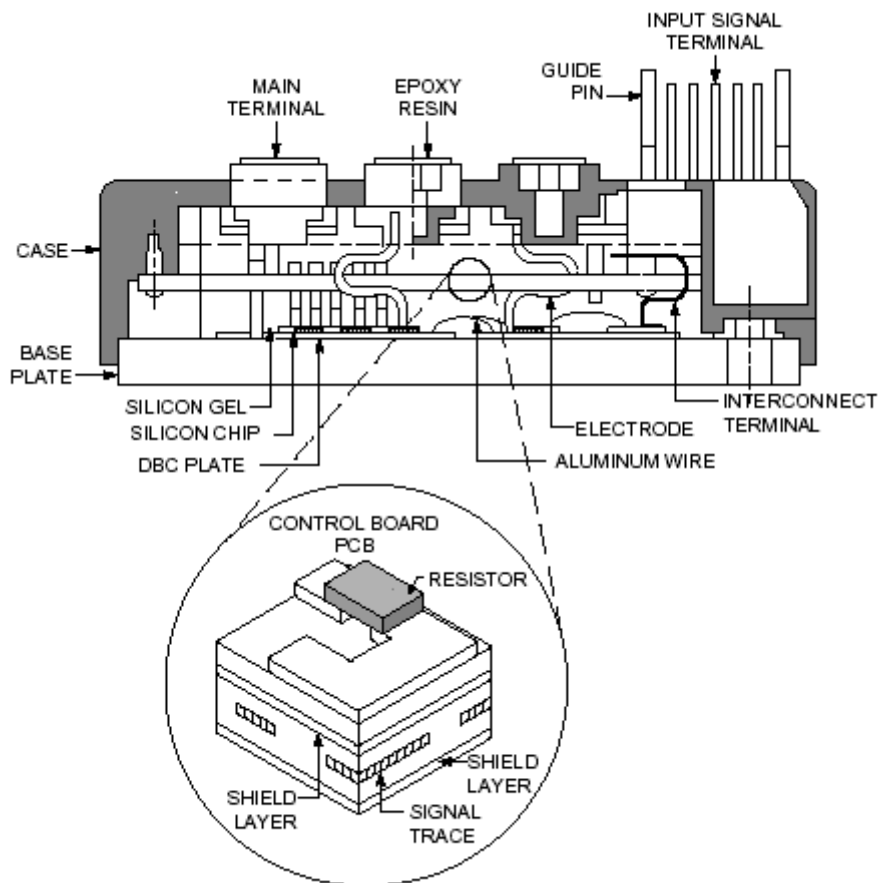 INPUT SIGNAL
TERMINAL
GUIDE
PIN
MAIN
TERMINAL
EPOXY
RESIN
CASE
BASE
PLATE
SILICON GEL
SILICON CHIP
DBC PLATE
ELECTRODE
ALUMINUM WIRE
INTERCONNECT
TERMINAL
CONTROL BOARD
PCB
RESISTOR
SHIELD
LAYER
SHIELD
LAYER
SIGNAL
TRACE